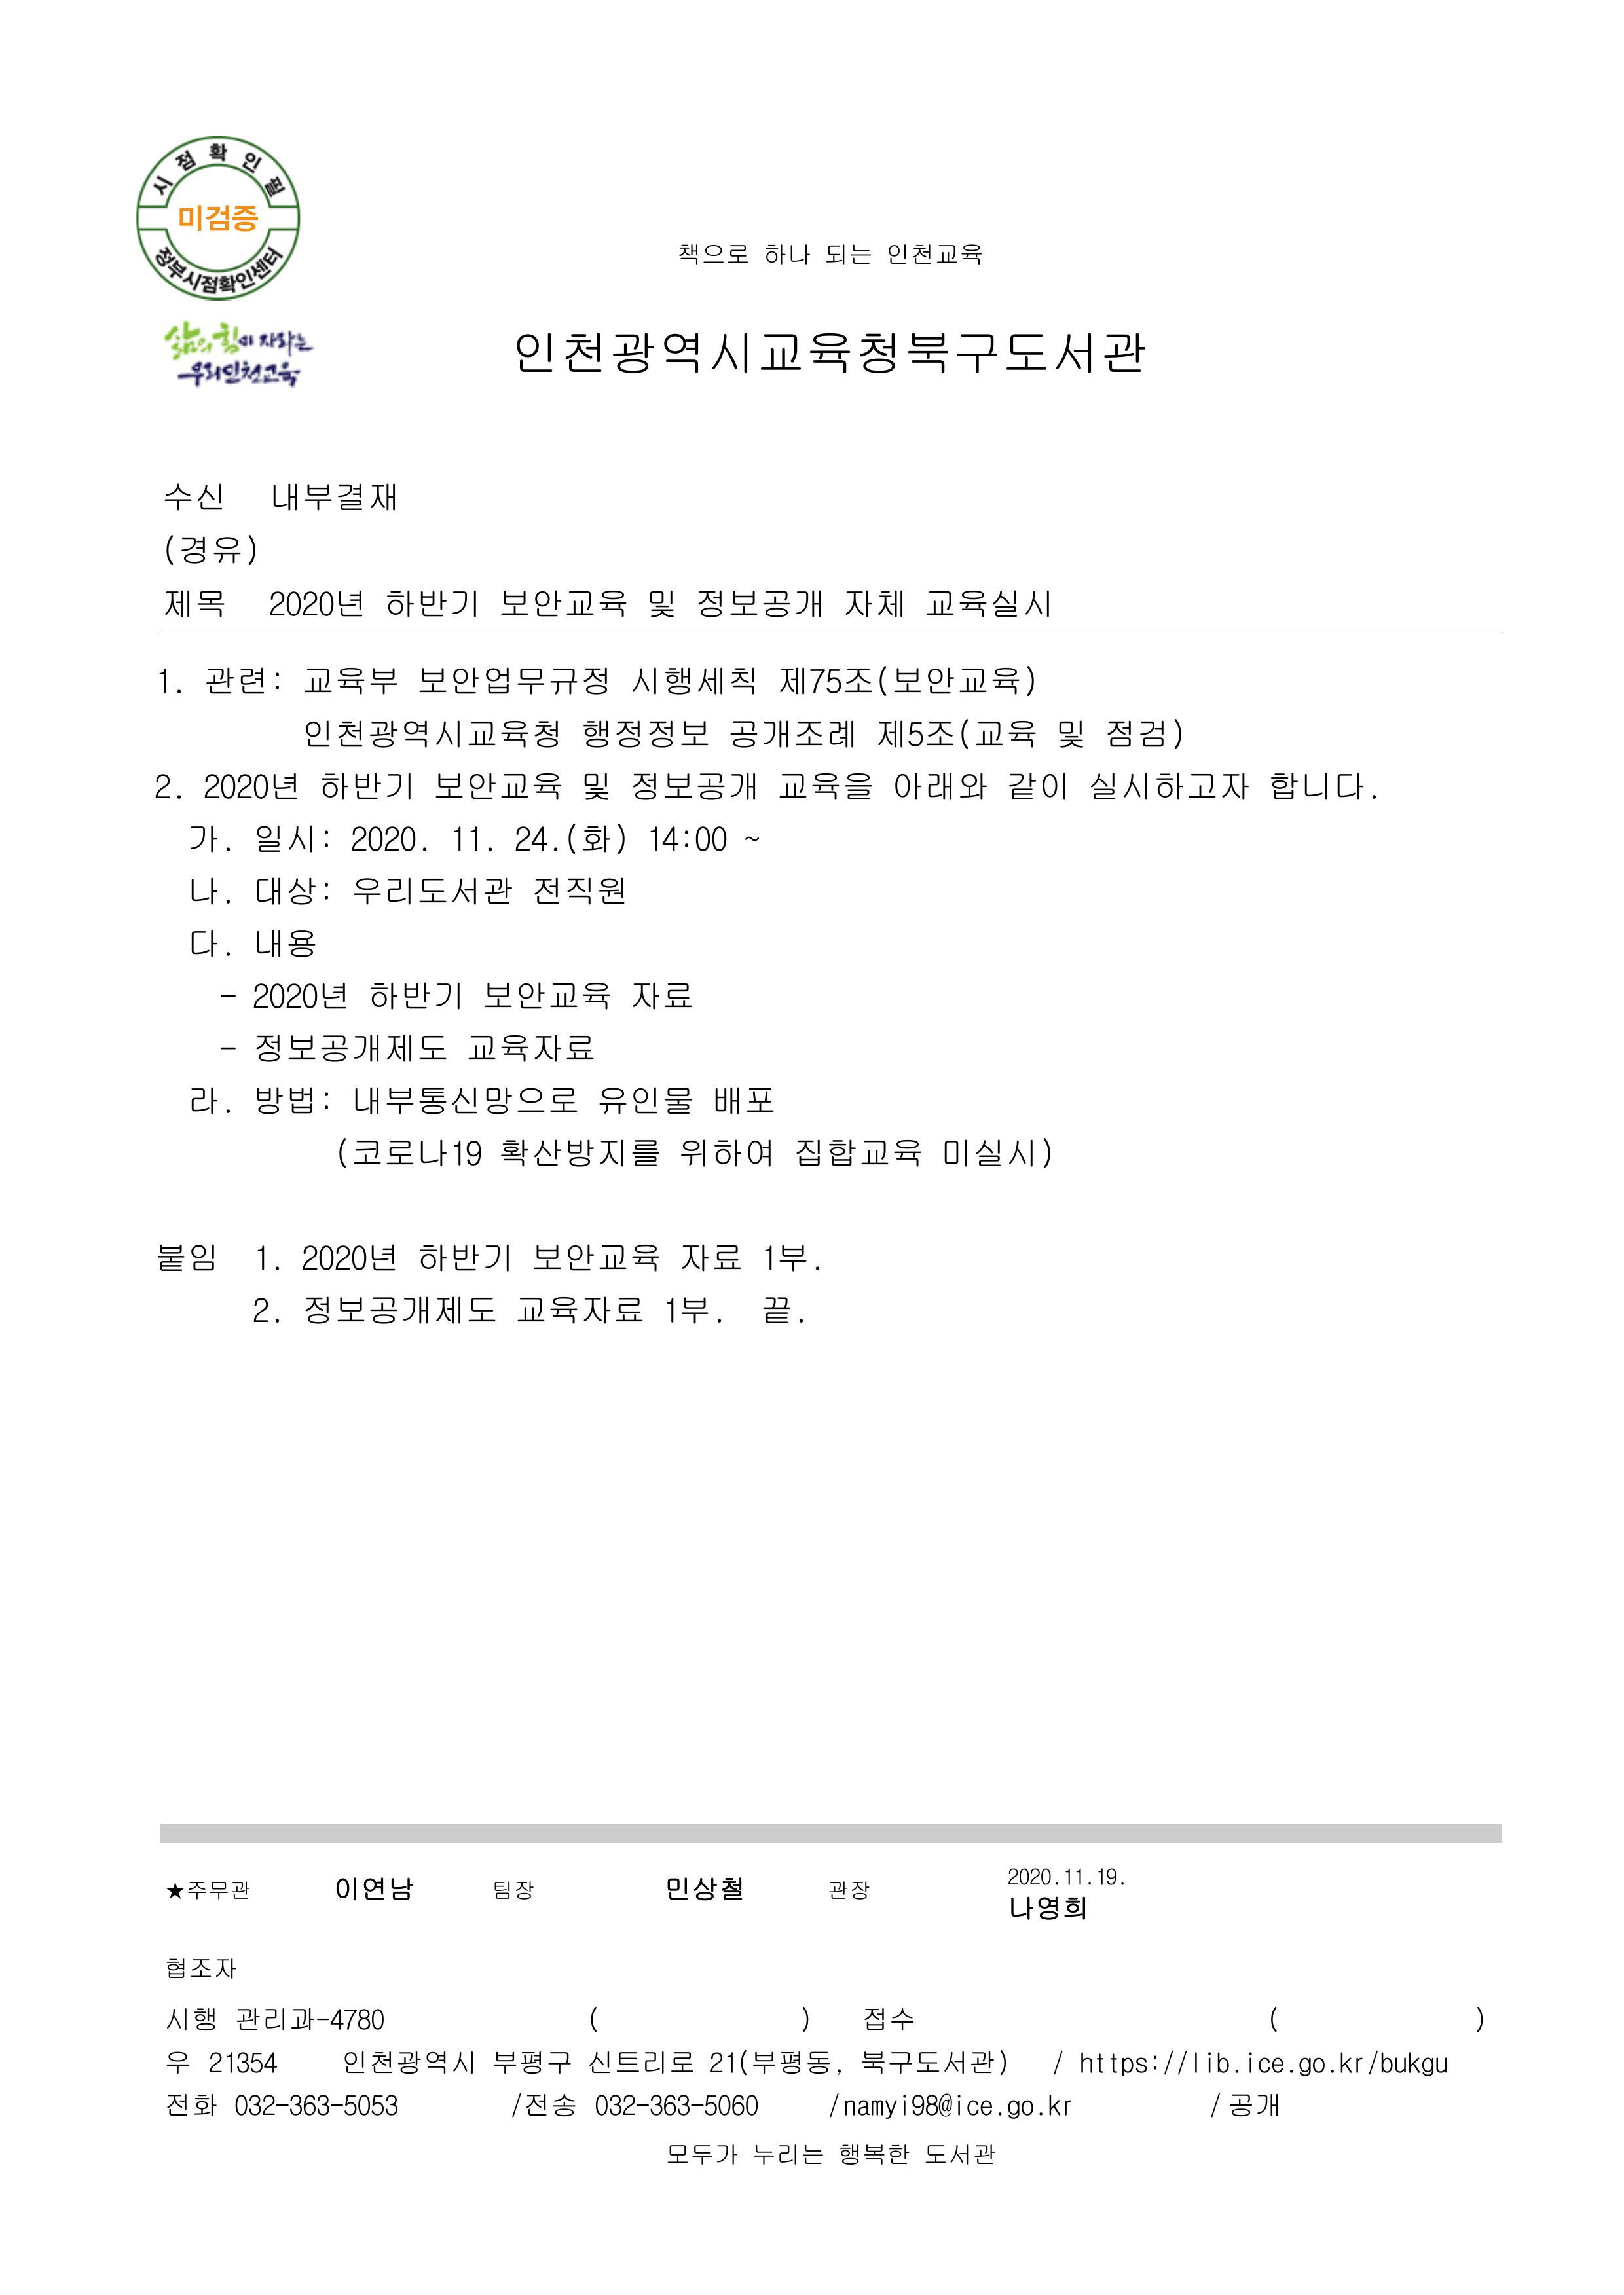 시점확인필
미검증
정부시점확인센터
책으로 하나 되는 인천교육
삶의 힘이 자라는
우리인천교육
인천광역시교육청북구도서관
수신 내부결재
(경유)
제목 2020년 하반기 보안교육 및 정보공개 자체 교육실시
1. 관련: 교육부 보안업무규정 시행세칙 제75조(보안교육)
인천광역시교육청 행정정보 공개조례 제5조(교육 및 점검)
2. 2020년 하반기 보안교육 및 정보공개 교육을 아래와 같이 실시하고자 합니다.
가. 일시: 2020. 11. 24.(화) 14:00 ~
나. 대상: 우리도서관 전직원
다. 내용
- 2020년 하반기 보안교육 자료
- 정보공개제도 교육자료
라. 방법: 내부통신망으로 유인물 배포
(코로나19 확산방지를 위하여 집합교육 미실시)
붙임 1. 2020년 하반기 보안교육 자료 1부.
2. 정보공개제도 교육자료 1부. 끝.
★주무관 이연남 팀장 민상철 관장 2020.11.19.
나영희
협조자
시행 관리과-4780 ( ) 접수 ( )
우 21354 인천광역시 부평구 신트리로 21(부평동, 북구도서관) / https://lib.ice.go.kr/bukgu
전화 032-363-5053 /전송 032-363-5060 /namyi98@ice.go.kr / 공개
모두가 누리는 행복한 도서관